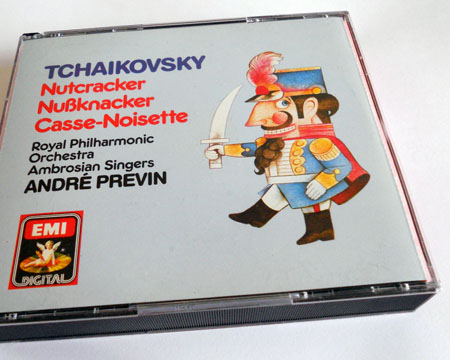 TCHAIKOVSKY
Nutcracker
Nußknacker
Casse-Noisette
Royal Philharmonic
Orchestra
Ambrosian Singers
ANDRÉ PREVIN
EMI
DIGITAL